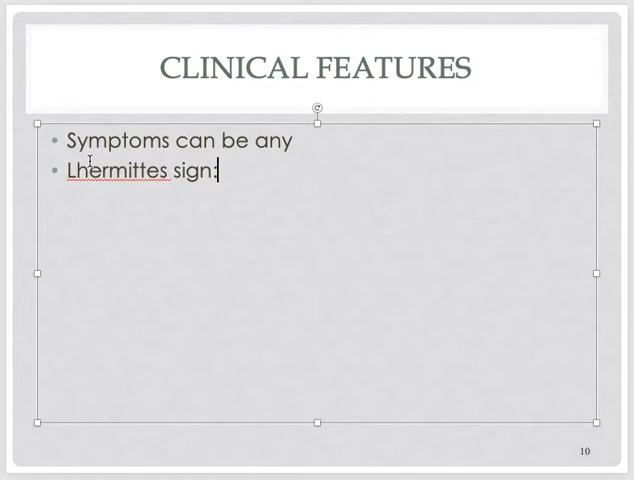 CLINICAL FEATURES
• Symptoms can be any
• Lhermittes sign:
10